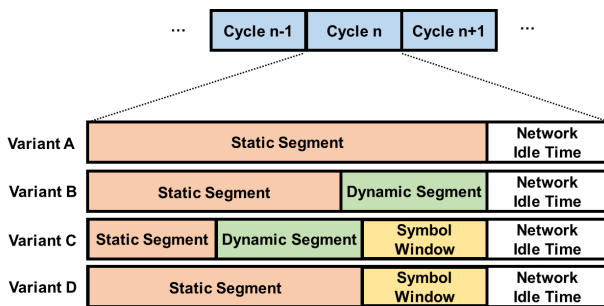 ... Cycle n-1 Cycle n Cycle n+1 ...
Variant A Static Segment Network Idle Time
Variant B Static Segment Dynamic Segment Network Idle Time
Variant C Static Segment Dynamic Segment Symbol Window Network Idle Time
Variant D Static Segment Symbol Window Network Idle Time